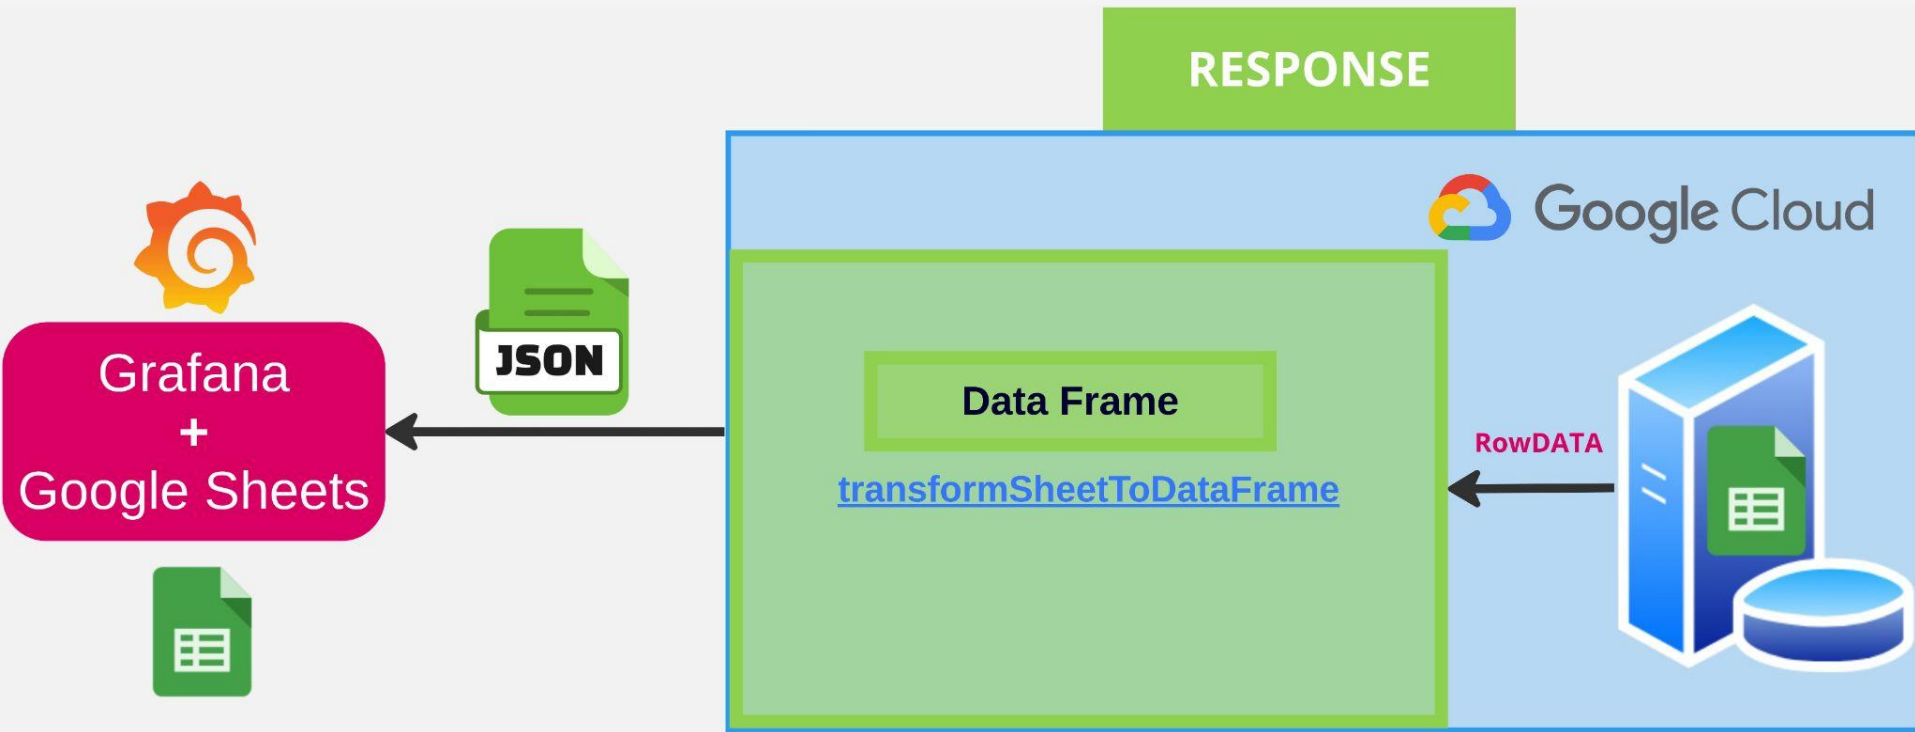 RESPONSE
Google Cloud
Grafana
+
Google Sheets
JSON
Data Frame
transformSheetToDataFrame
RowDATA